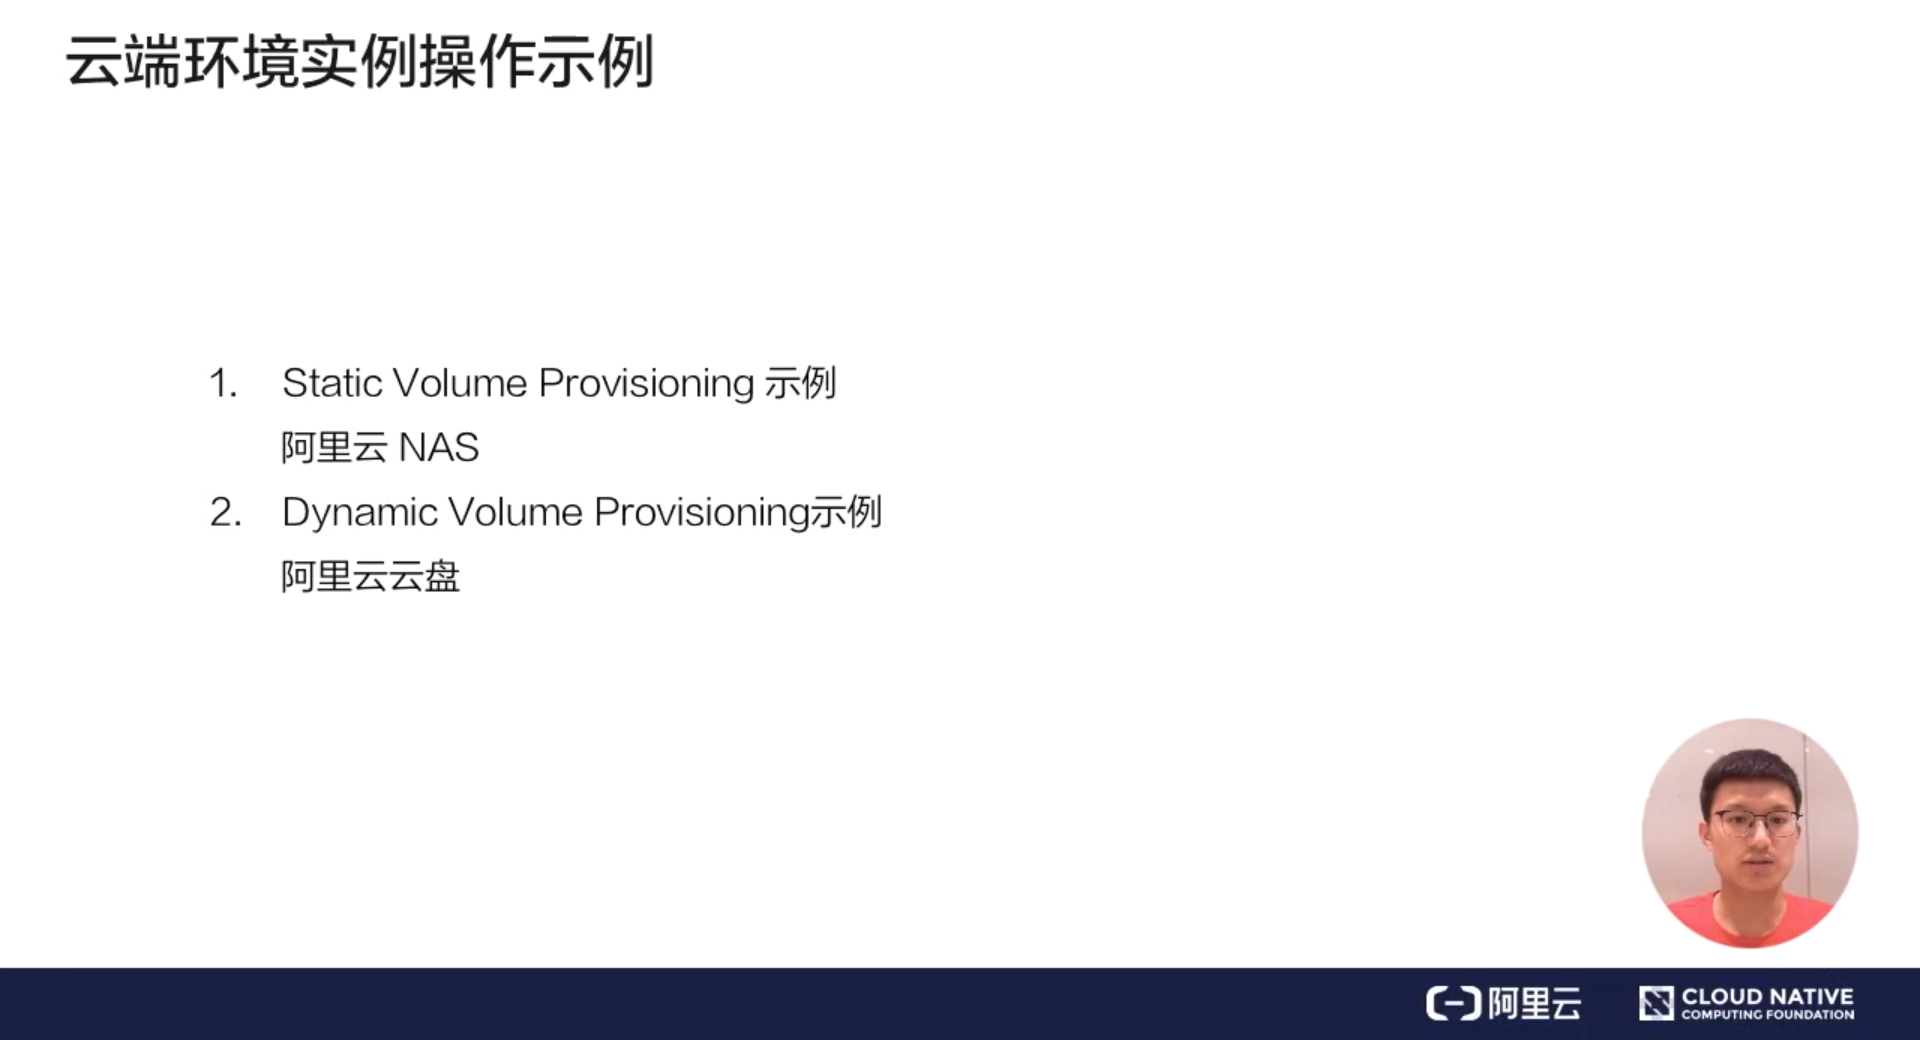 云端环境实例操作示例
1. Static Volume Provisioning 示例
阿里云 NAS
2. Dynamic Volume Provisioning示例
阿里云云盘
阿里云
CLOUD NATIVE
COMPUTING FOUNDATION